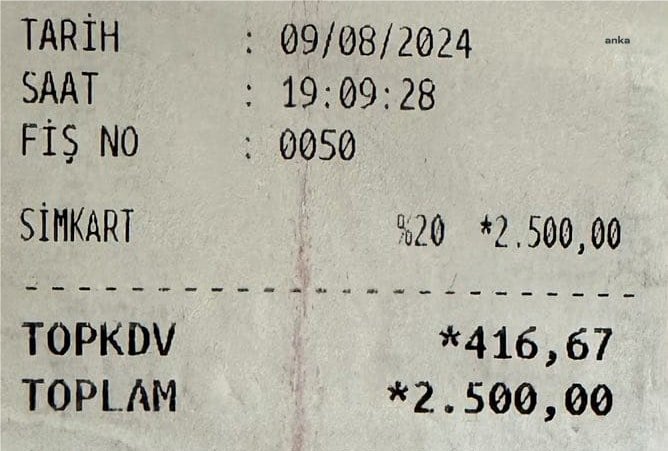 anka
TARİH : 09/08/2024
SAAT : 19:09:28
FİŞ NO : 0050
SİMKART %20 *2.500,00
TOPKDV *416,67
TOPLAM *2.500,00